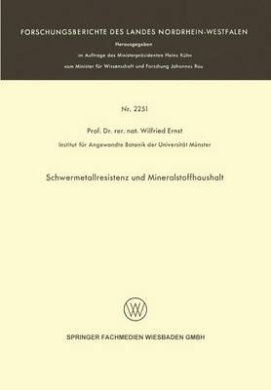 FORSCHUNGSBERICHTE DES LANDES NORDRHEIN-WESTFALEN
Herausgegeben
im Auftrage des Ministerpräsidenten Heinz Kühn
vom Minister für Wissenschaft und Forschung Johannes Rau
Nr. 2251
Prof. Dr. rer. nat. Wilfried Ernst
Institut für Angewandte Botanik der Universität Münster
Schwermetallresistenz und Mineralstoffhaushalt
SPRINGER FACHMEDIEN WIESBADEN GMBH